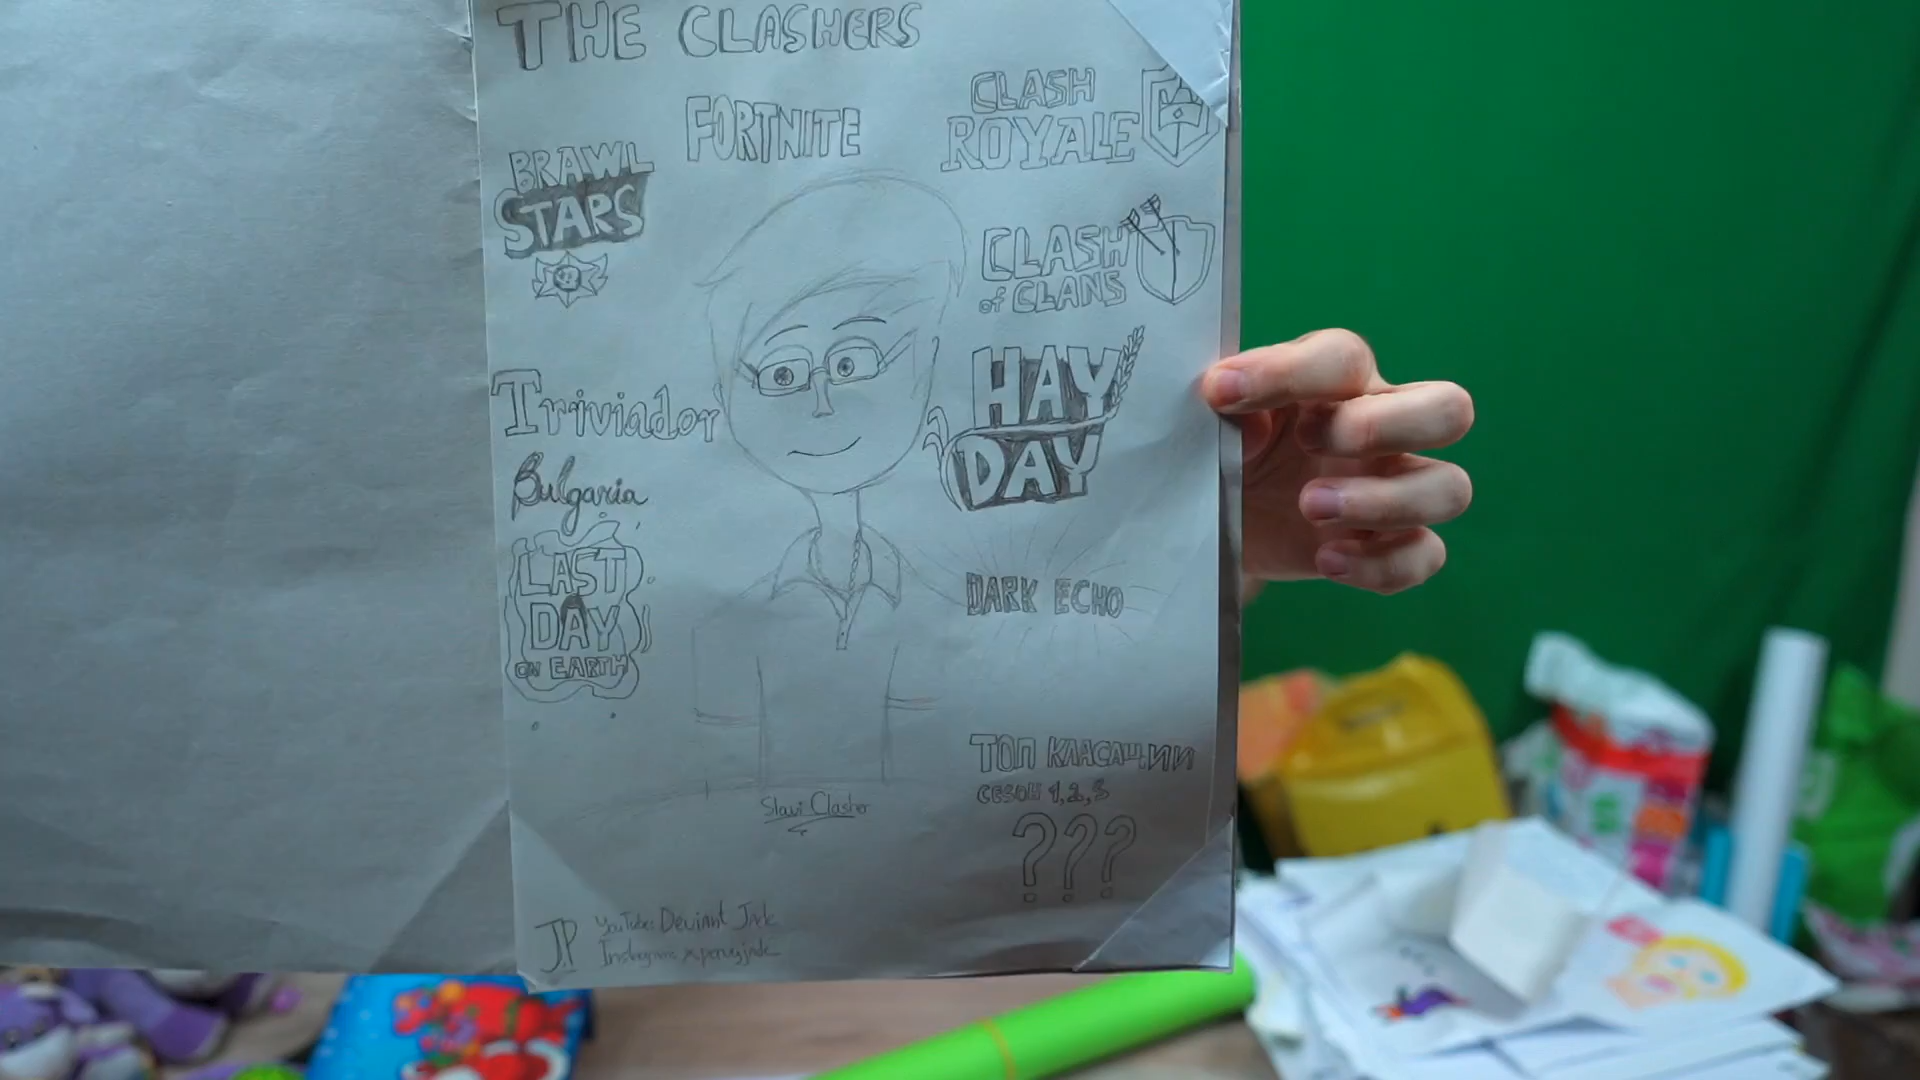 THE CLASHERS
FORTNITE
CLASH
ROYALE
BRAWL
STARS
CLASH
of CLANS
HAY
DAY
Triviador
Bulgaria
LAST
DAY
ON EARTH
DARK ECHO
ТОП КЛАСАЦИИ
СЕЗОН 1, 2, 3
???
Slavi Clasher
JP
YouTube: Deviant Jack
Instagram: